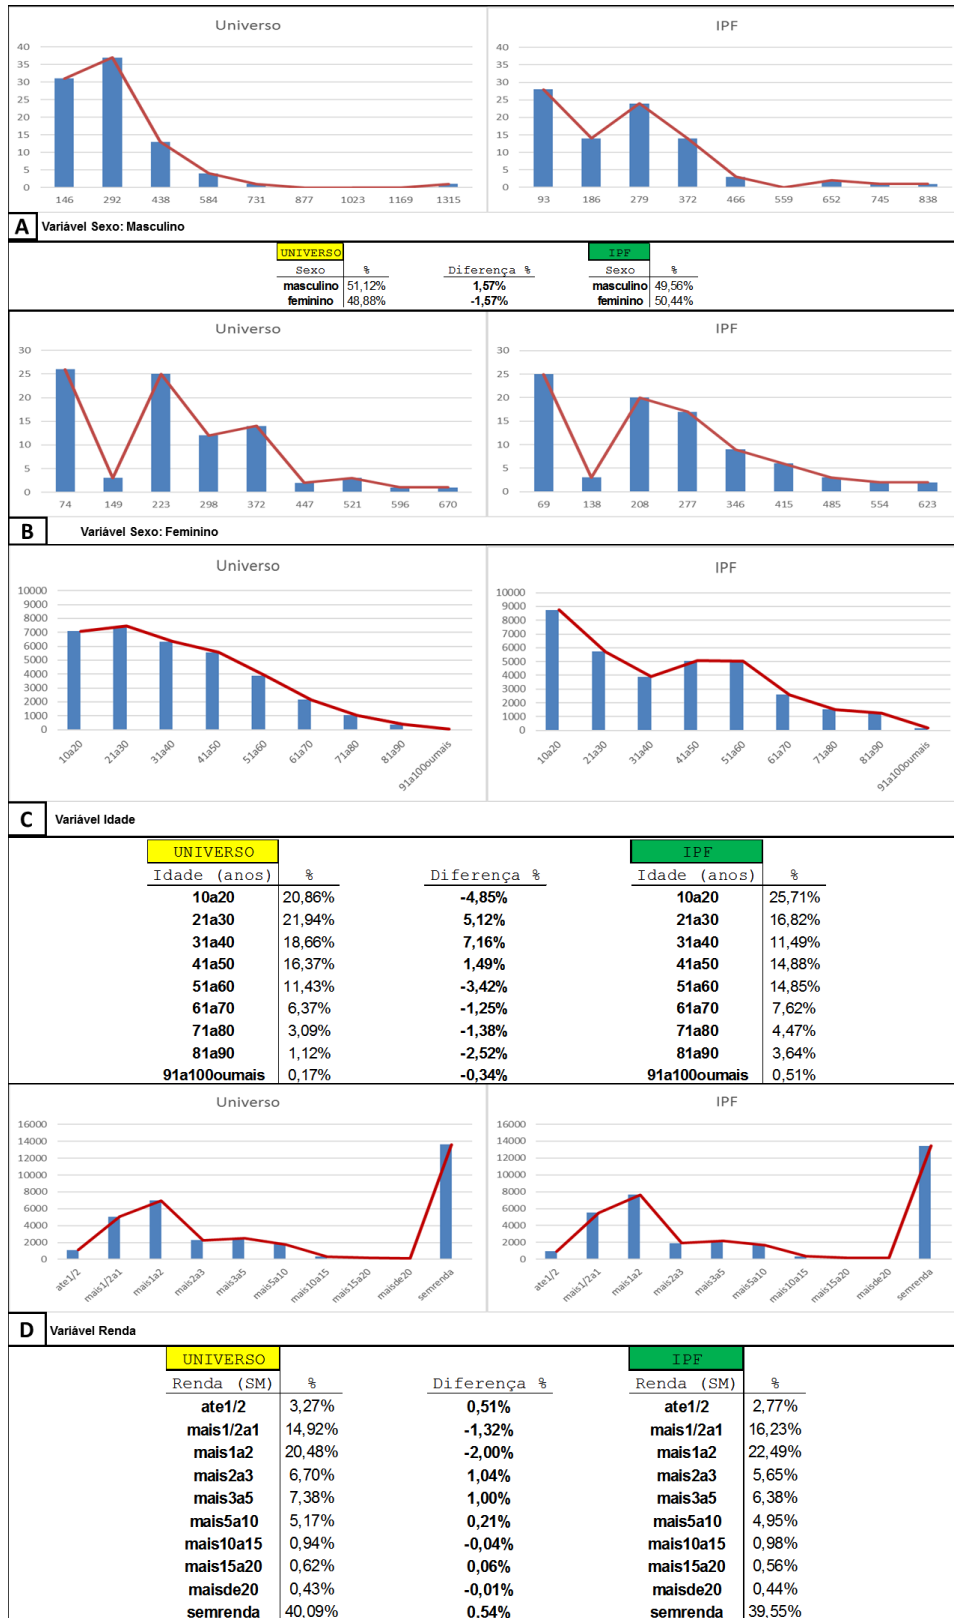 Universo IPF
40 40
35 35
30 30
25 25
20 20
15 15
10 10
5 5
0 0
146 292 438 584 731 877 1023 1169 1315 93 186 279 372 466 559 652 745 838
A Variável Sexo: Masculino
UNIVERSO IPF
Sexo % Diferença % Sexo %
masculino 51,12% 1,57% masculino 49,56%
feminino 48,88% -1,57% feminino 50,44%
Universo IPF
30 30
25 25
20 20
15 15
10 10
5 5
0 0
74 149 223 298 372 447 521 596 670 69 138 208 277 346 415 485 554 623
B Variável Sexo: Feminino
Universo IPF
10000 10000
9000 9000
8000 8000
7000 7000
6000 6000
5000 5000
4000 4000
3000 3000
2000 2000
1000 1000
0 0
10a20 21a30 31a40 41a50 51a60 61a70 71a80 81a90 91a100oumais 10a20 21a30 31a40 41a50 51a60 61a70 71a80 81a90 91a100oumais
C Variável Idade
UNIVERSO IPF
Idade (anos) % Diferença % Idade (anos) %
10a20 20,86% -4,85% 10a20 25,71%
21a30 21,94% 5,12% 21a30 16,82%
31a40 18,66% 7,16% 31a40 11,49%
41a50 16,37% 1,49% 41a50 14,88%
51a60 11,43% -3,42% 51a60 14,85%
61a70 6,37% -1,25% 61a70 7,62%
71a80 3,09% -1,38% 71a80 4,47%
81a90 1,12% -2,52% 81a90 3,64%
91a100oumais 0,17% -0,34% 91a100oumais 0,51%
Universo IPF
16000 16000
14000 14000
12000 12000
10000 10000
8000 8000
6000 6000
4000 4000
2000 2000
0 0
ate1/2 mais1/2a1 mais1a2 mais2a3 mais3a5 mais5a10 mais10a15 mais15a20 maisde20 semrenda ate1/2 mais1/2a1 mais1a2 mais2a3 mais3a5 mais5a10 mais10a15 mais15a20 maisde20 semrenda
D Variável Renda
UNIVERSO IPF
Renda (SM) % Diferença % Renda (SM) %
ate1/2 3,27% 0,51% ate1/2 2,77%
mais1/2a1 14,92% -1,32% mais1/2a1 16,23%
mais1a2 20,48% -2,00% mais1a2 22,49%
mais2a3 6,70% 1,04% mais2a3 5,65%
mais3a5 7,38% 1,00% mais3a5 6,38%
mais5a10 5,17% 0,21% mais5a10 4,95%
mais10a15 0,94% -0,04% mais10a15 0,98%
mais15a20 0,62% 0,06% mais15a20 0,56%
maisde20 0,43% -0,01% maisde20 0,44%
semrenda 40,09% 0,54% semrenda 39,55%